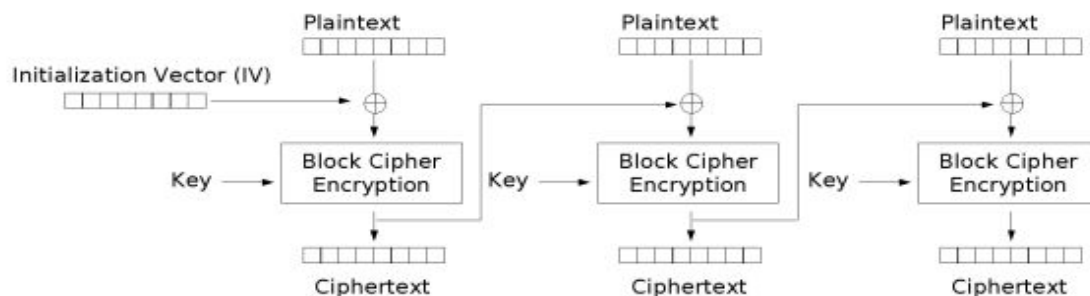 Plaintext Plaintext Plaintext
Initialization Vector (IV)
Block Cipher Encryption
Key
Block Cipher Encryption
Key
Block Cipher Encryption
Key
Ciphertext Ciphertext Ciphertext